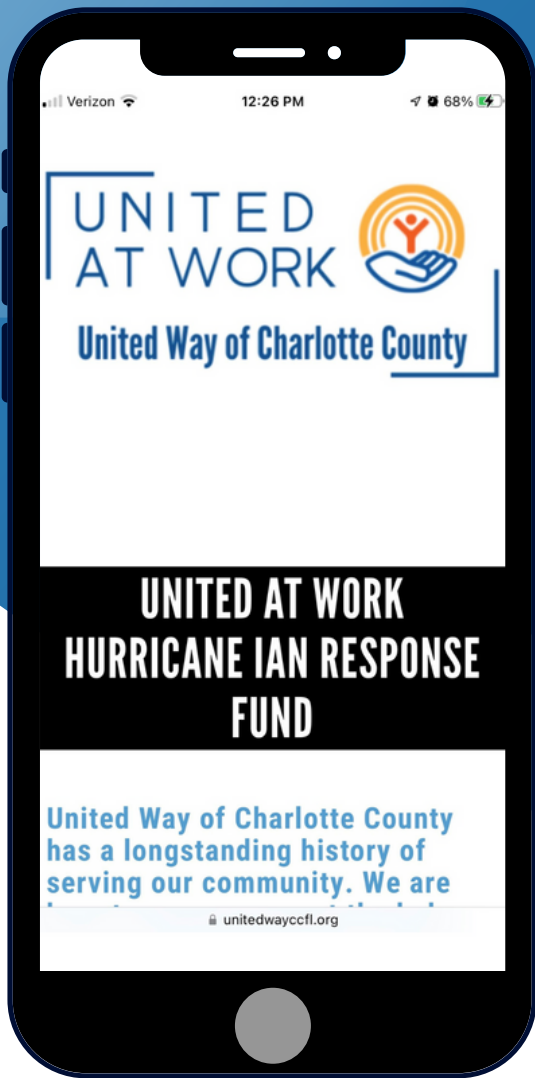 Verizon 12:26 PM 68%
UNITED
AT WORK
United Way of Charlotte County
UNITED AT WORK
HURRICANE IAN RESPONSE
FUND
United Way of Charlotte County
has a longstanding history of
serving our community. We are
unitedwayccfl.org